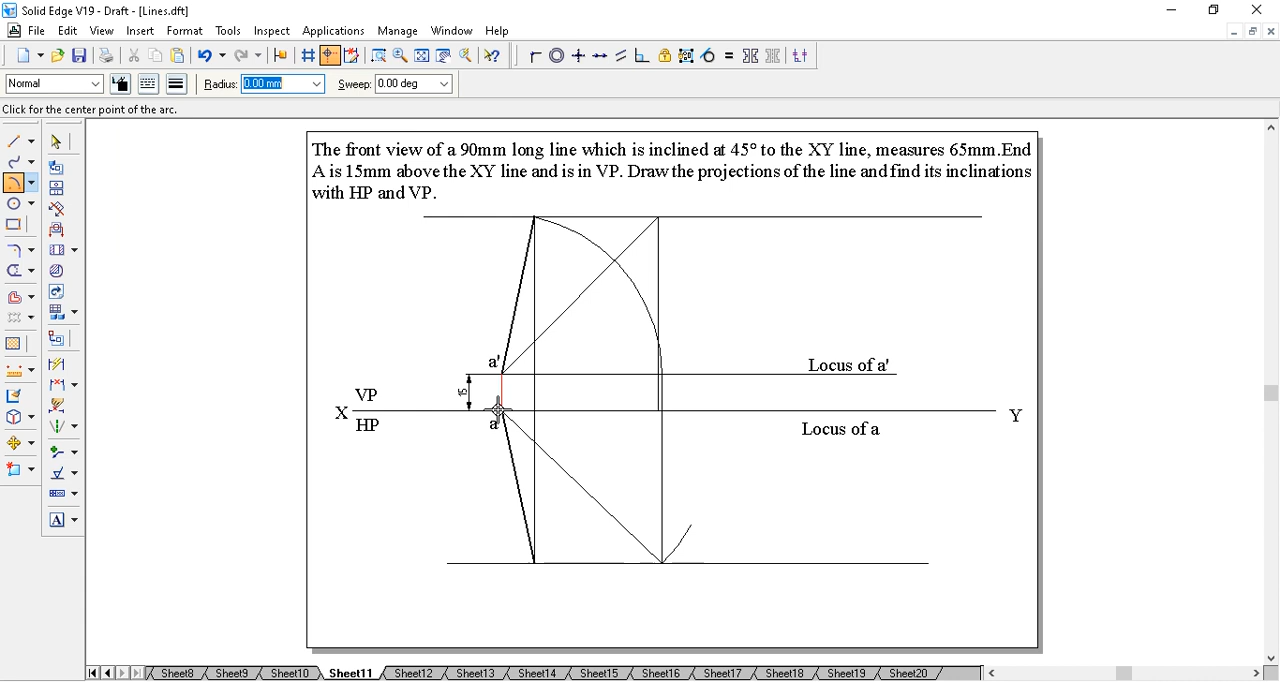 Solid Edge V19 - Draft - [Lines.dft]
File Edit View Insert Format Tools Inspect Applications Manage Window Help
Normal Radius: 0.00 mm Sweep: 0.00 deg
Click for the center point of the arc.
The front view of a 90mm long line which is inclined at 45° to the XY line, measures 65mm.End
A is 15mm above the XY line and is in VP. Draw the projections of the line and find its inclinations
with HP and VP.
a' Locus of a'
15
VP
X Y
HP a Locus of a
A
Sheet8 Sheet9 Sheet10 Sheet11 Sheet12 Sheet13 Sheet14 Sheet15 Sheet16 Sheet17 Sheet18 Sheet19 Sheet20